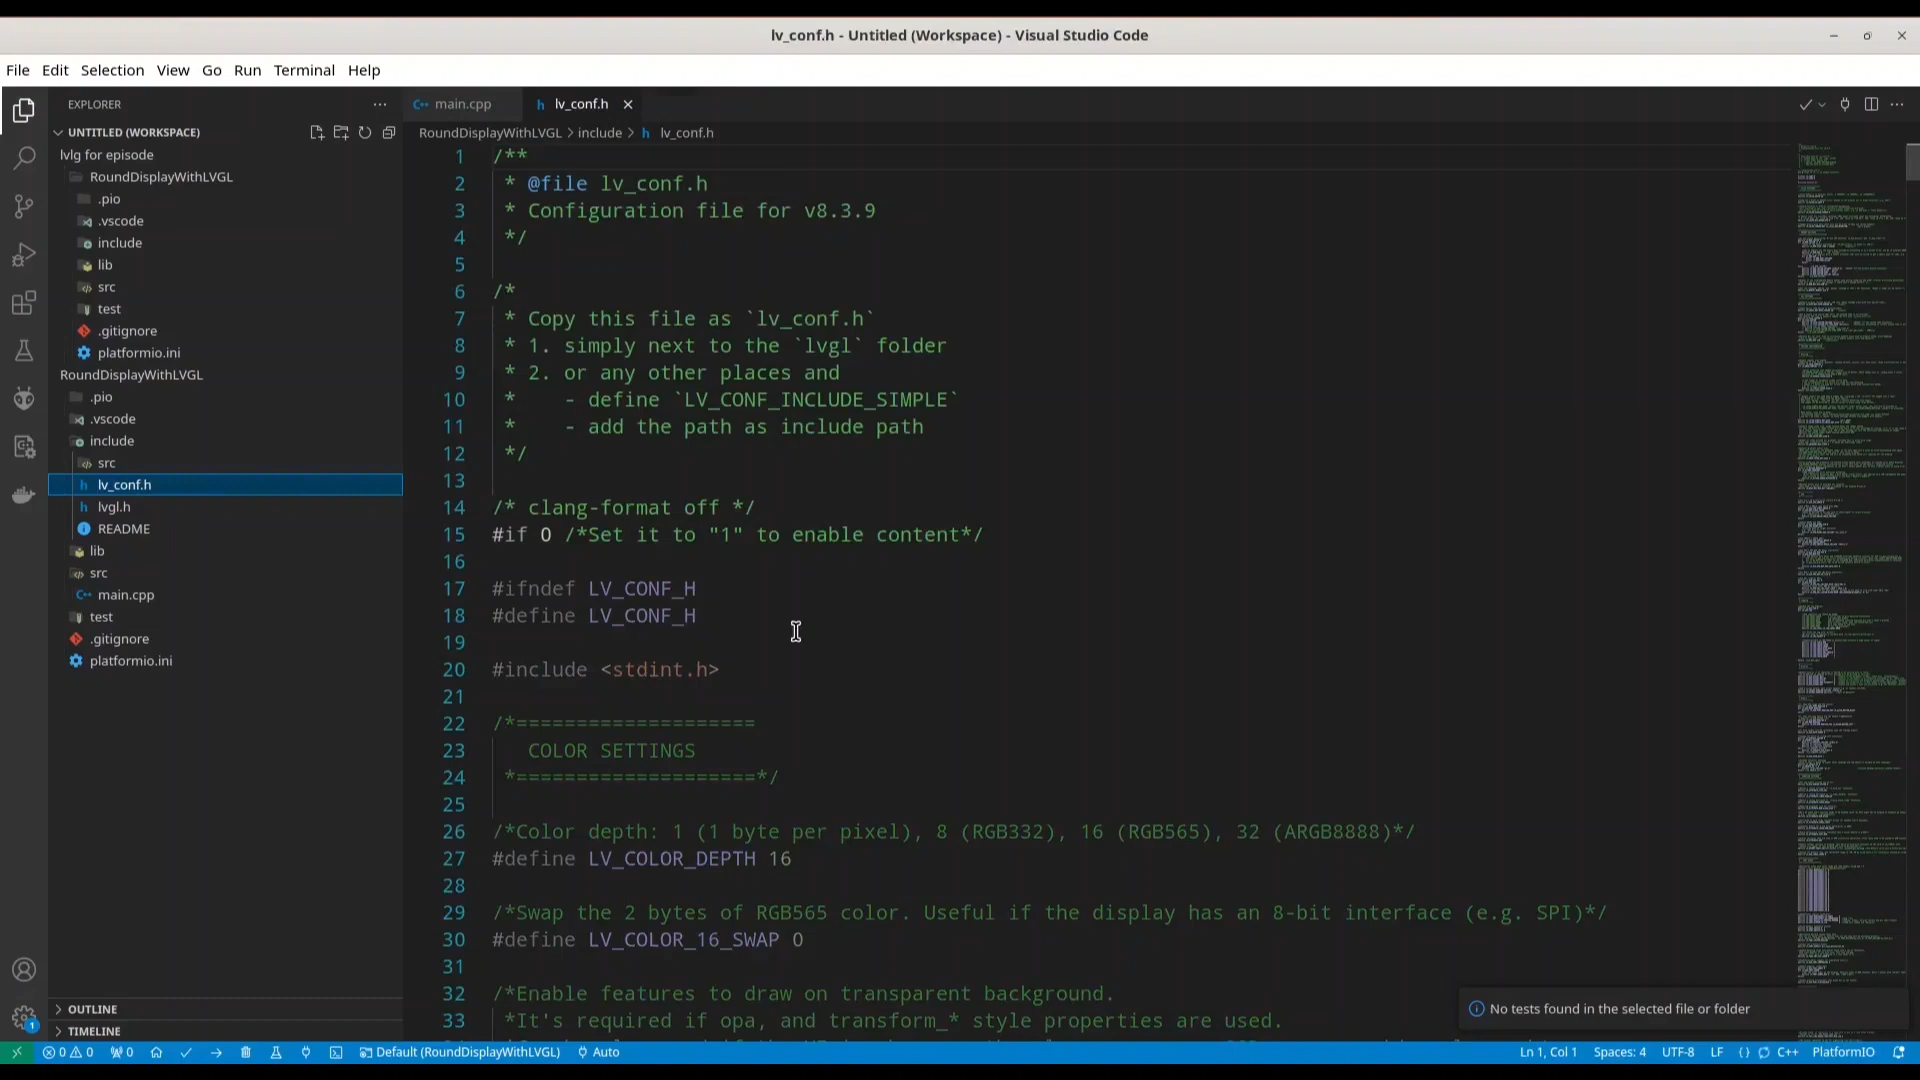 lv_conf.h - Untitled (Workspace) - Visual Studio Code
File Edit Selection View Go Run Terminal Help
EXPLORER
UNTITLED (WORKSPACE)
lvlg for episode
RoundDisplayWithLVGL
.pio
.vscode
include
lib
src
test
.gitignore
platformio.ini
RoundDisplayWithLVGL
.pio
.vscode
include
src
lv_conf.h
lvgl.h
README
lib
src
main.cpp
test
.gitignore
platformio.ini
OUTLINE
TIMELINE
main.cpp
lv_conf.h
RoundDisplayWithLVGL > include > h lv_conf.h
1 /**
2 * @file lv_conf.h
3 * Configuration file for v8.3.9
4 */
5
6 /*
7 * Copy this file as `lv_conf.h`
8 * 1. simply next to the `lvgl` folder
9 * 2. or any other places and
10 * - define `LV_CONF_INCLUDE_SIMPLE`
11 * - add the path as include path
12 */
13
14 /* clang-format off */
15 #if 0 /*Set it to "1" to enable content*/
16
17 #ifndef LV_CONF_H
18 #define LV_CONF_H
19
20 #include <stdint.h>
21
22 /*====================
23 COLOR SETTINGS
24 *====================*/
25
26 /*Color depth: 1 (1 byte per pixel), 8 (RGB332), 16 (RGB565), 32 (ARGB8888)*/
27 #define LV_COLOR_DEPTH 16
28
29 /*Swap the 2 bytes of RGB565 color. Useful if the display has an 8-bit interface (e.g. SPI)*/
30 #define LV_COLOR_16_SWAP 0
31
32 /*Enable features to draw on transparent background.
33 *It's required if opa, and transform_* style properties are used.
No tests found in the selected file or folder
0 0 0 Default (RoundDisplayWithLVGL) Auto
Ln 1, Col 1 Spaces: 4 UTF-8 LF {} C++ PlatformIO